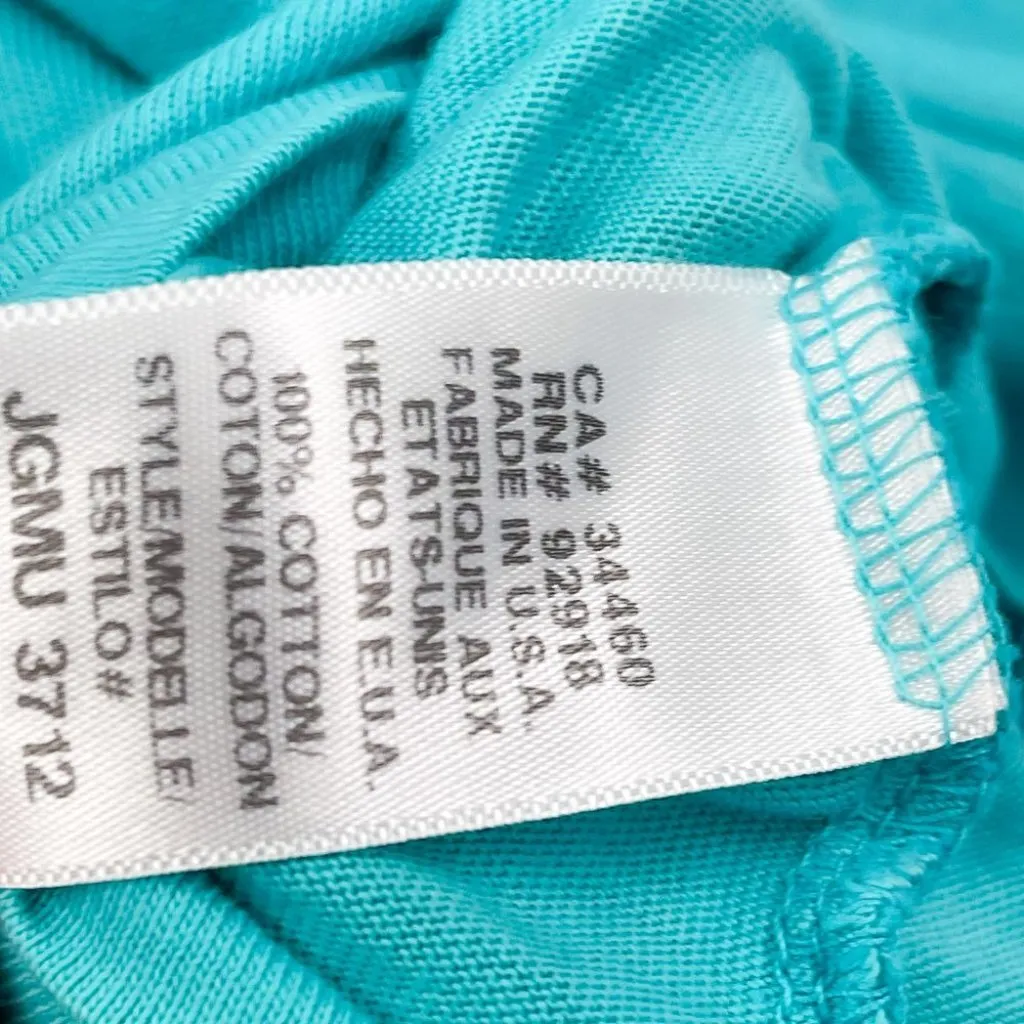 CA# 34460
RN# 92918
MADE IN U.S.A.
FABRIQUE AUX
ETATS-UNIS
HECHO EN E.U.A.
100% COTTON/
COTON/ALGODON
STYLE/MODELLE/
ESTILO#
JGMU 3712